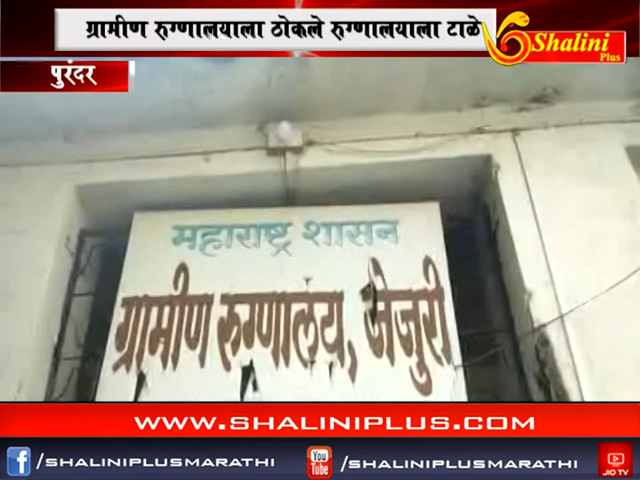 ग्रामीण रुग्णालयाला ठोकले रुग्णालयाला टाळे
Shalini
Plus
पुरंदर
महाराष्ट्र शासन
ग्रामीण रुग्णालय, जेजुरी
WWW.SHALINIPLUS.COM
f /SHALINIPLUSMARATHI You Tube /SHALINIPLUSMARATHI JIO TV